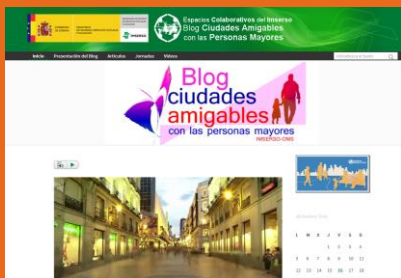 Espacios Colaborativos del Imserso
Blog Ciudades Amigables
con las Personas Mayores
IMSERSO
Inicio Presentación del Blog Artículos Jornadas Vídeos
Blog
ciudades
amigables
con las personas mayores
IMSERSO-OMS
L M X J V S D
1 2 3 4
5 6 7 8 9 10 11
12 13 14 15 16 17 18